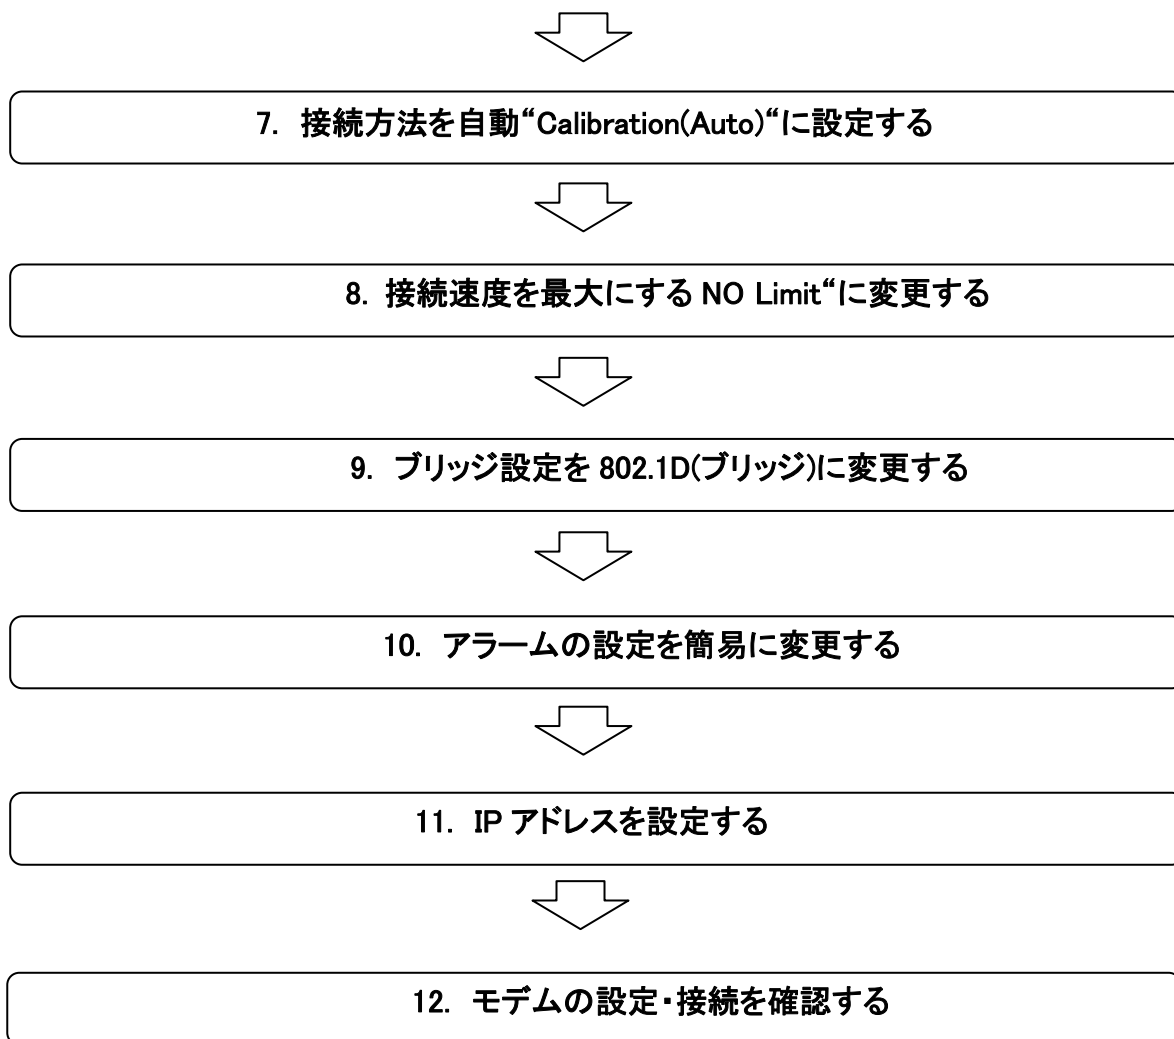 7. 接続方法を自動“Calibration(Auto)“に設定する
8. 接続速度を最大にする NO Limit“に変更する
9. ブリッジ設定を 802.1D(ブリッジ)に変更する
10. アラームの設定を簡易に変更する
11. IP アドレスを設定する
12. モデムの設定・接続を確認する